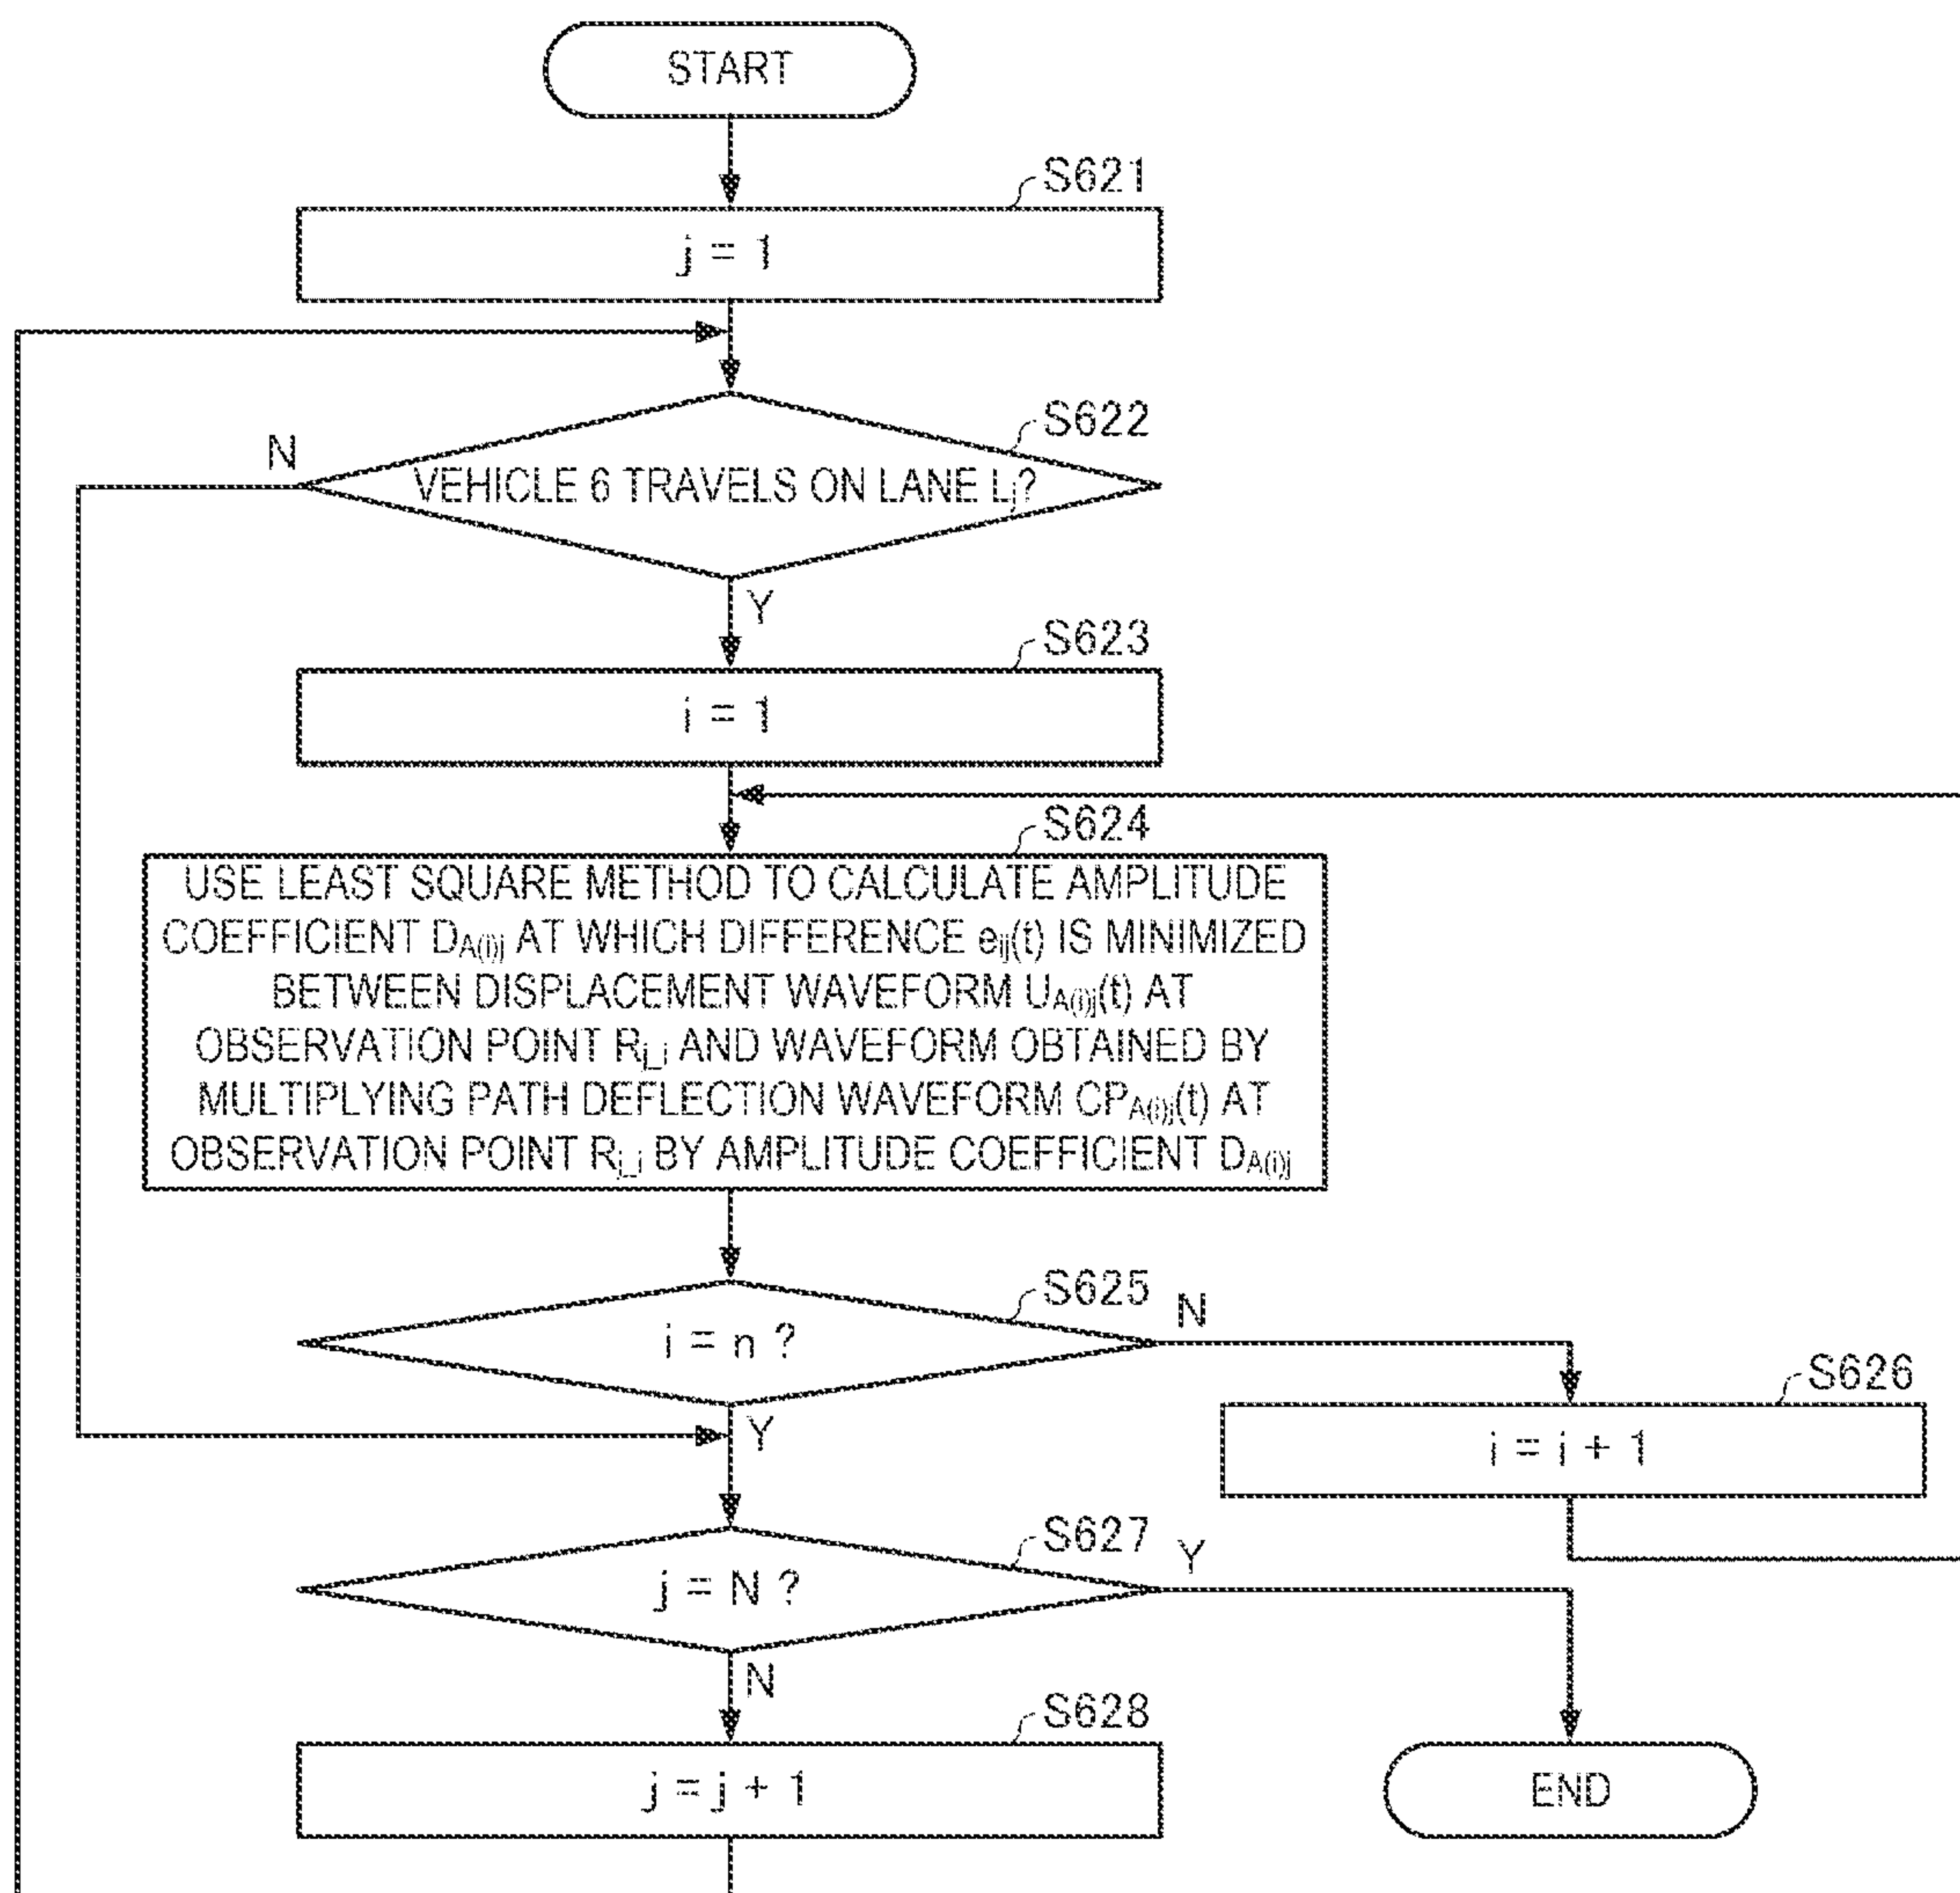 START
S621
j = 1
S622
N
VEHICLE 6 TRAVELS ON LANE Lj?
Y
S623
i = 1
S624
USE LEAST SQUARE METHOD TO CALCULATE AMPLITUDE
COEFFICIENT DA(i)j AT WHICH DIFFERENCE eij(t) IS MINIMIZED
BETWEEN DISPLACEMENT WAVEFORM UA(i)j(t) AT
OBSERVATION POINT Rj_i AND WAVEFORM OBTAINED BY
MULTIPLYING PATH DEFLECTION WAVEFORM CPA(i)j(t) AT
OBSERVATION POINT Rj_i BY AMPLITUDE COEFFICIENT DA(i)j
S625
N
i = n ?
S626
Y
i = i + 1
S627
Y
j = N ?
N
S628
j = j + 1
END